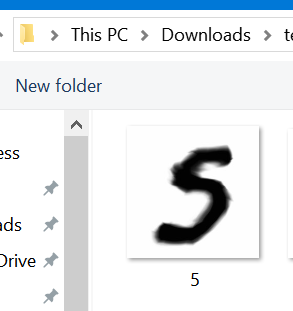 This PC > Downloads > te
New folder
ess
ads
Drive
5
5